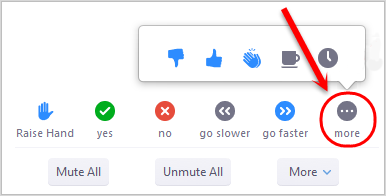 Raise Hand yes no go slower go faster more
Mute All Unmute All More